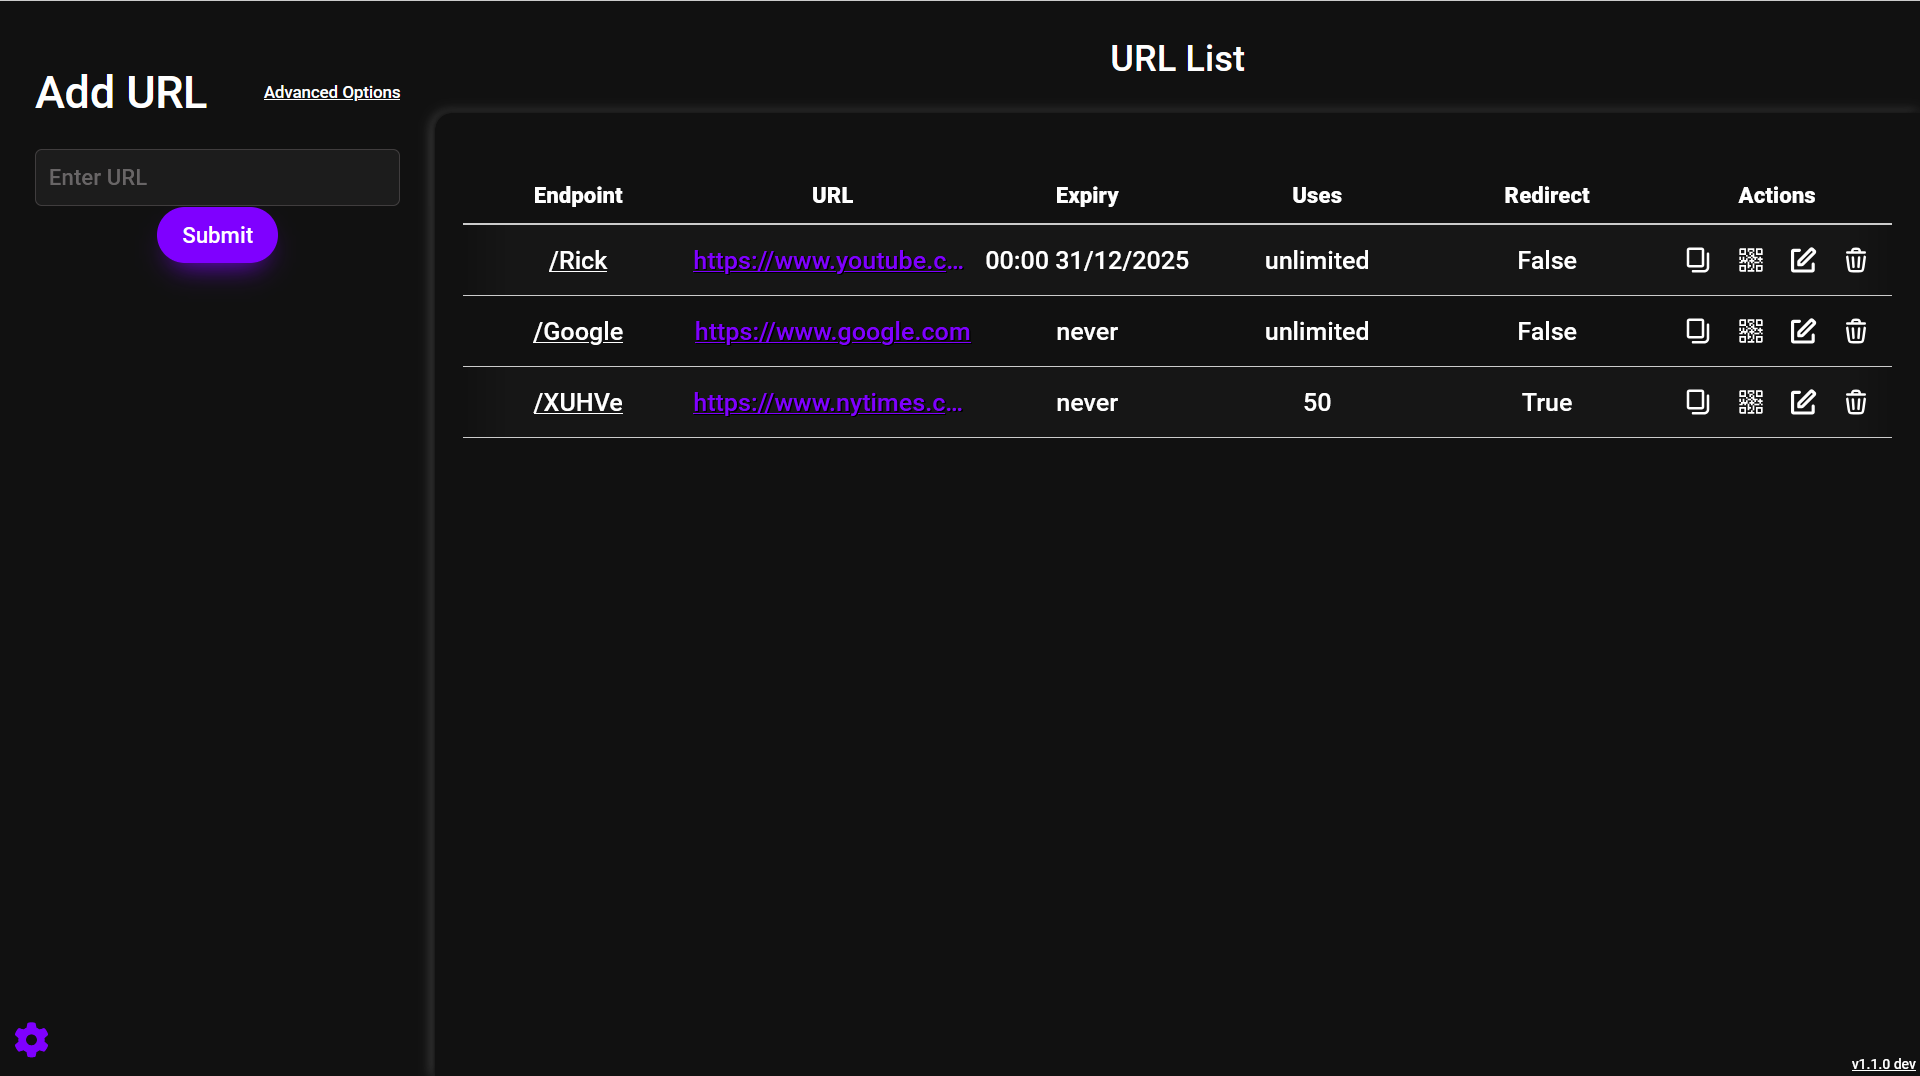 URL List
Add URL
Advanced Options
Enter URL
Submit
Endpoint URL Expiry Uses Redirect Actions
/Rick https://www.youtube.c... 00:00 31/12/2025 unlimited False
/Google https://www.google.com never unlimited False
/XUHVe https://www.nytimes.c... never 50 True
v1.1.0 dev